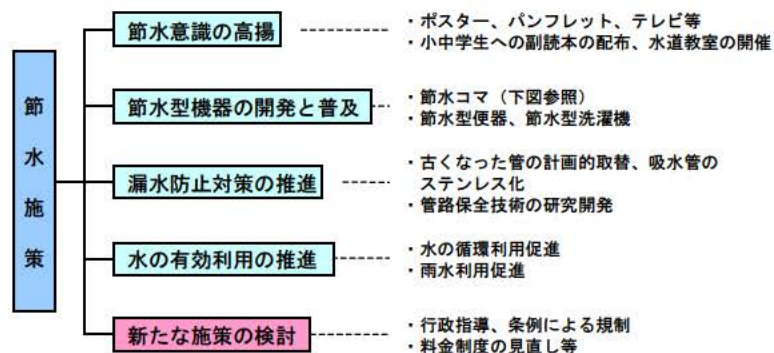 節水施策
節水意識の高揚
・ポスター、パンフレット、テレビ等
・小中学生への副読本の配布、水道教室の開催
節水型機器の開発と普及
・節水コマ（下図参照）
・節水型便器、節水型洗濯機
漏水防止対策の推進
・古くなった管の計画的取替、吸水管の
ステンレス化
・管路保全技術の研究開発
水の有効利用の推進
・水の循環利用促進
・雨水利用促進
新たな施策の検討
・行政指導、条例による規制
・料金制度の見直し等